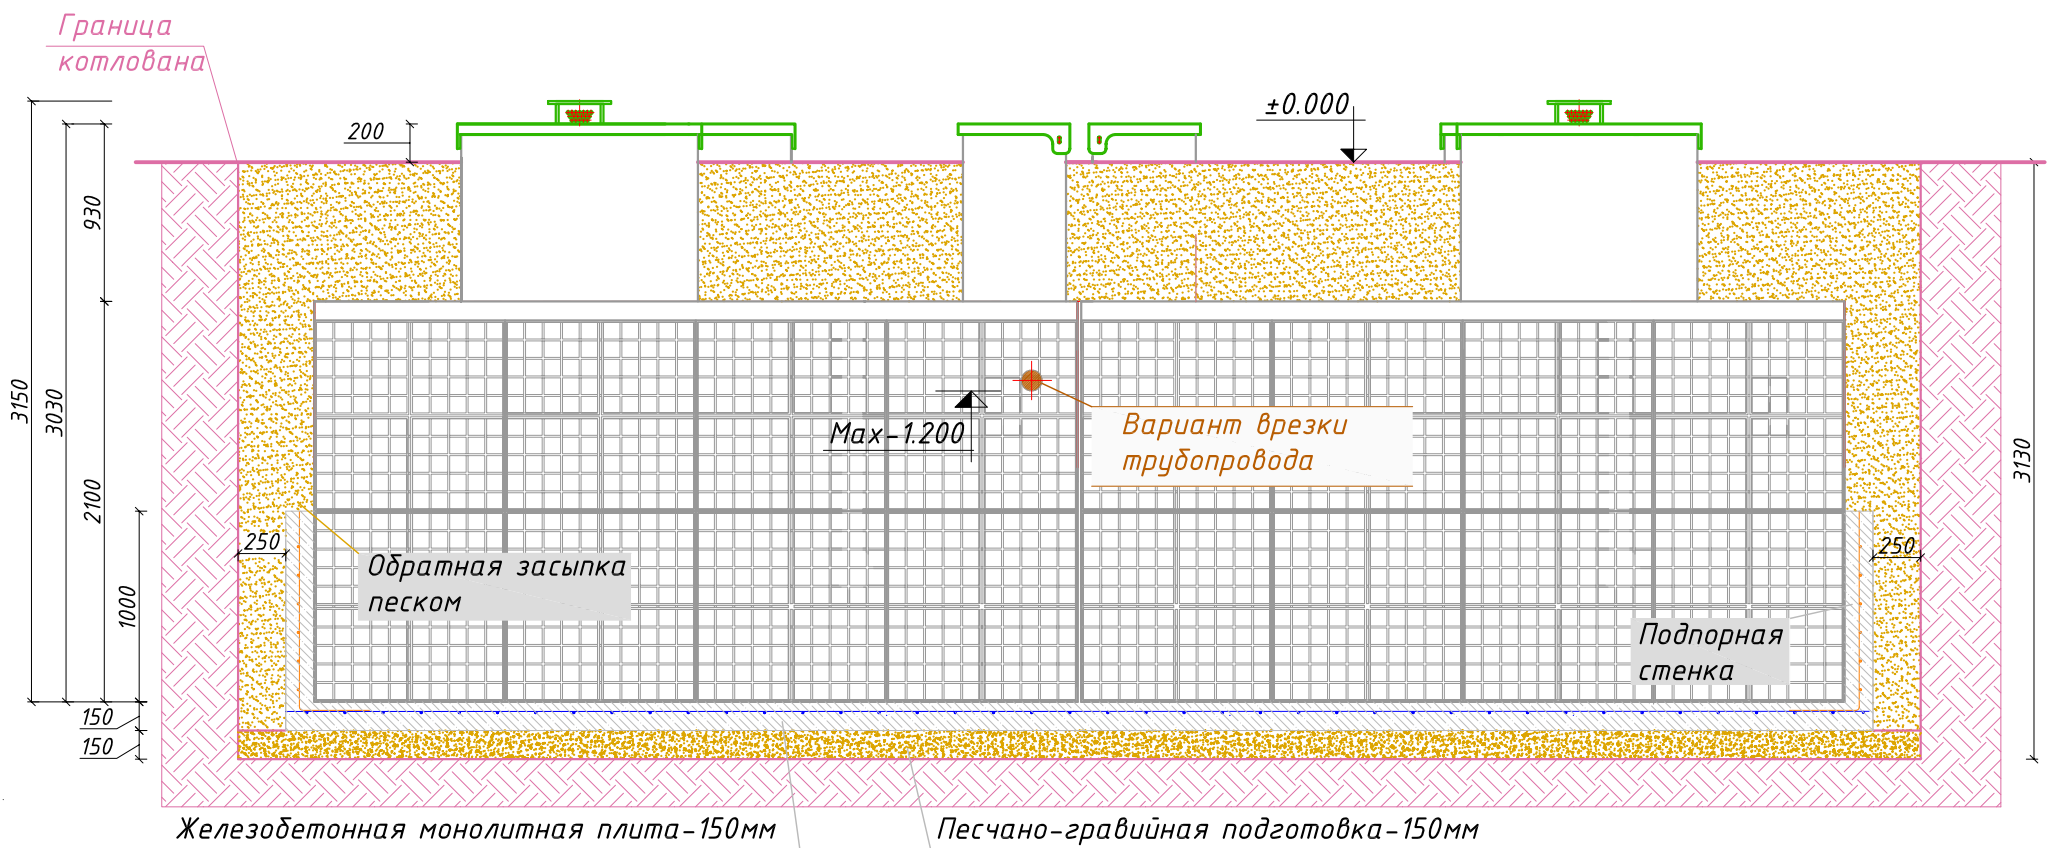 Граница
котлована
±0.000
200
930
3150
3030
2100
1000
Max-1.200
Вариант врезки
трубопровода
3130
250
250
Обратная засыпка
песком
Подпорная
стенка
150
150
Железобетонная монолитная плита-150мм
Песчано-гравийная подготовка-150мм